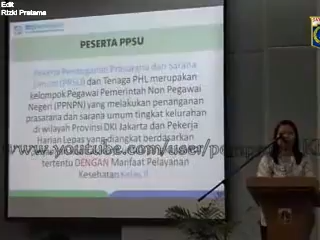 Edit
Rizki Pratama
PESERTA PPSU
Peserta Penanganan Prasarana dan sarana
Umum (PPSU) dan Tenaga PHL merupakan
kelompok Pegawai Pemerintah Non Pegawai
Negeri (PPNPN) yang melakukan penanganan
prasarana dan sarana umum tingkat kelurahan
di wilayah Provinsi DKI Jakarta dan Pekerja
Harian Lepas yang diangkat berdasarkan
www.youtube.com/user/
tertentu DENGAN Manfaat Pelayanan
Kesehatan Kelas II